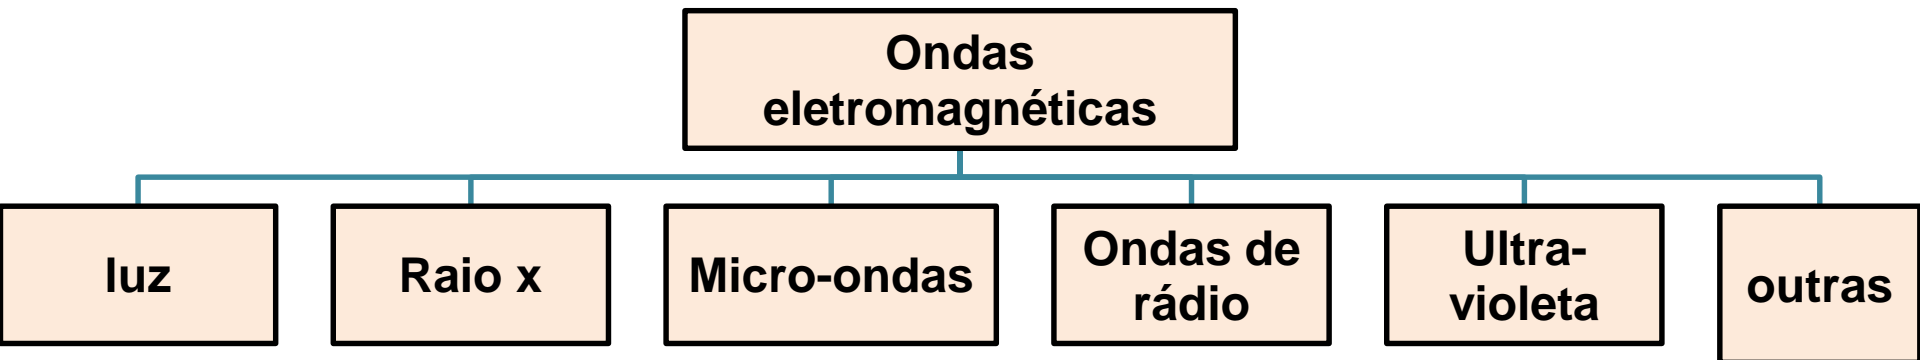 Ondas
eletromagnéticas
luz
Raio x
Micro-ondas
Ondas de
rádio
Ultra-
violeta
outras